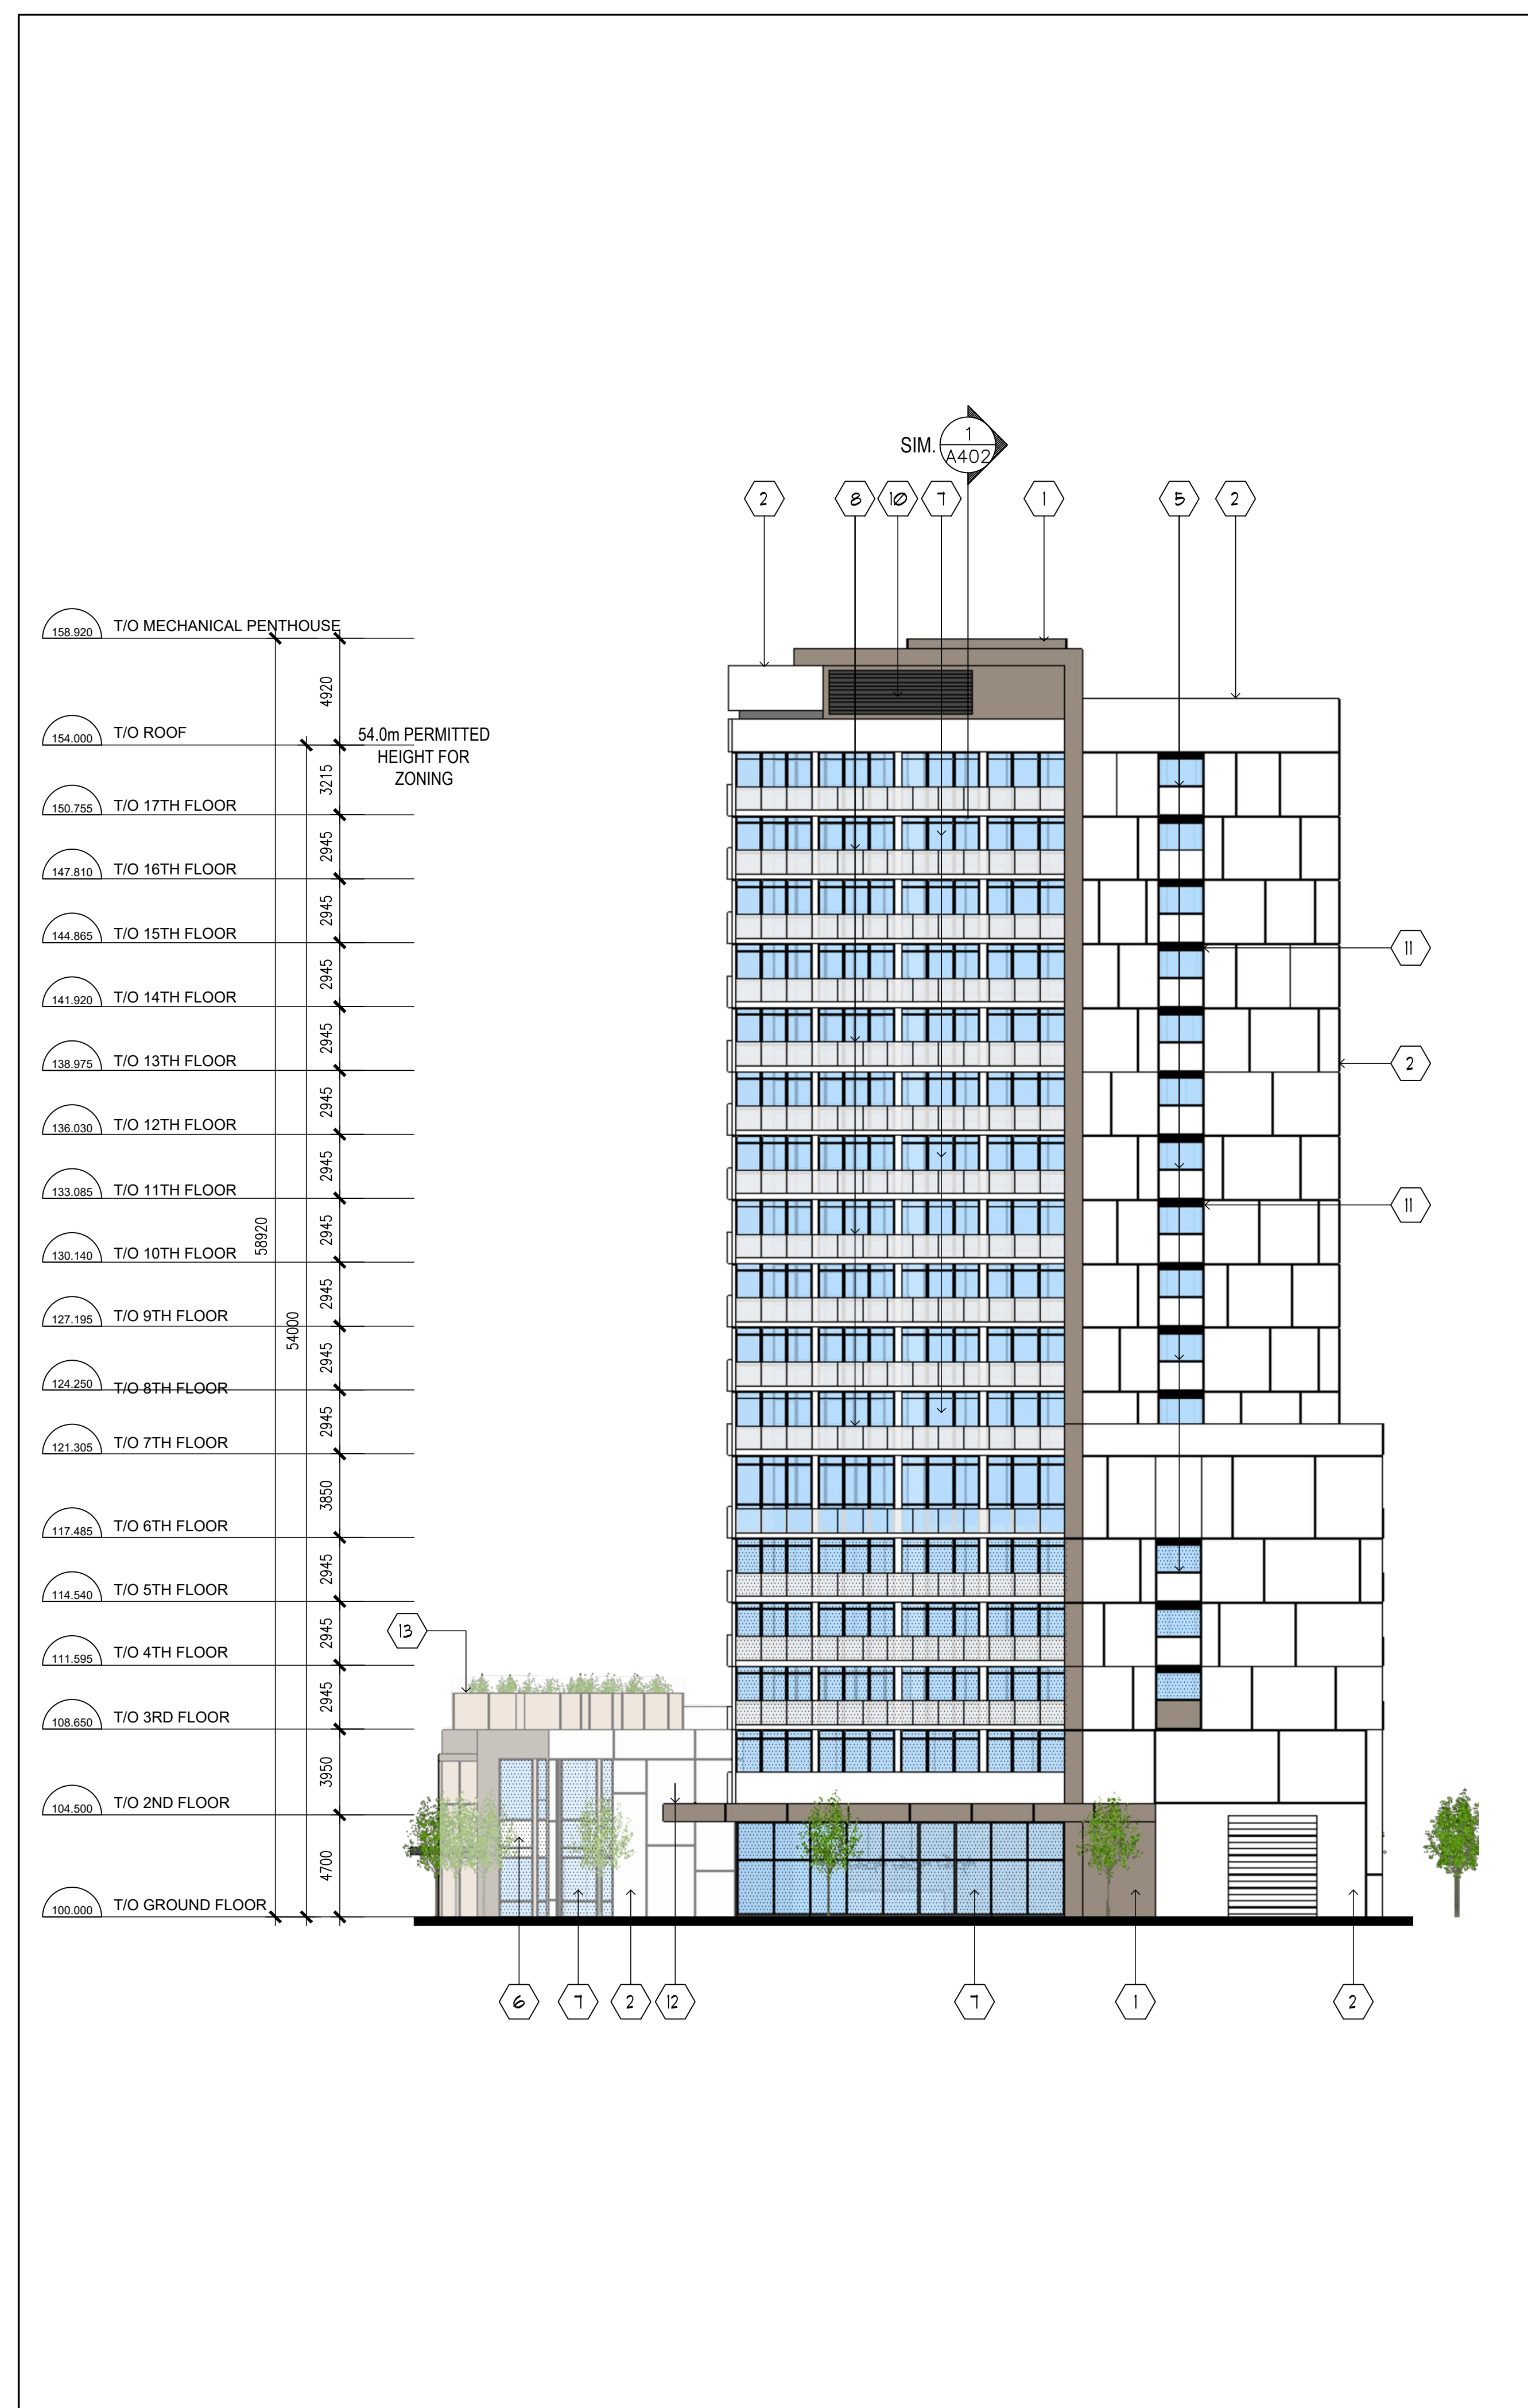 1
SIM.
A402
2
8
10
7
1
5
2
158.920
T/O MECHANICAL PENTHOUSE
4920
154.000
T/O ROOF
54.0m PERMITTED
HEIGHT FOR
ZONING
3215
150.755
T/O 17TH FLOOR
2945
147.810
T/O 16TH FLOOR
2945
144.865
T/O 15TH FLOOR
11
2945
141.920
T/O 14TH FLOOR
2945
138.975
T/O 13TH FLOOR
2
2945
136.030
T/O 12TH FLOOR
2945
133.085
T/O 11TH FLOOR
11
58920
2945
130.140
T/O 10TH FLOOR
2945
127.195
T/O 9TH FLOOR
54000
2945
124.250
T/O 8TH FLOOR
2945
121.305
T/O 7TH FLOOR
3850
117.485
T/O 6TH FLOOR
2945
114.540
T/O 5TH FLOOR
13
2945
111.595
T/O 4TH FLOOR
2945
108.650
T/O 3RD FLOOR
3950
104.500
T/O 2ND FLOOR
4700
100.000
T/O GROUND FLOOR
6
7
2
12
7
1
2